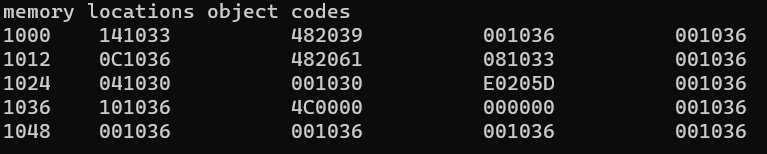 memory locations object codes
1000 141033 482039 001036 001036
1012 0C1036 482061 081033 001036
1024 041030 001030 E0205D 001036
1036 101036 4C0000 000000 001036
1048 001036 001036 001036 001036